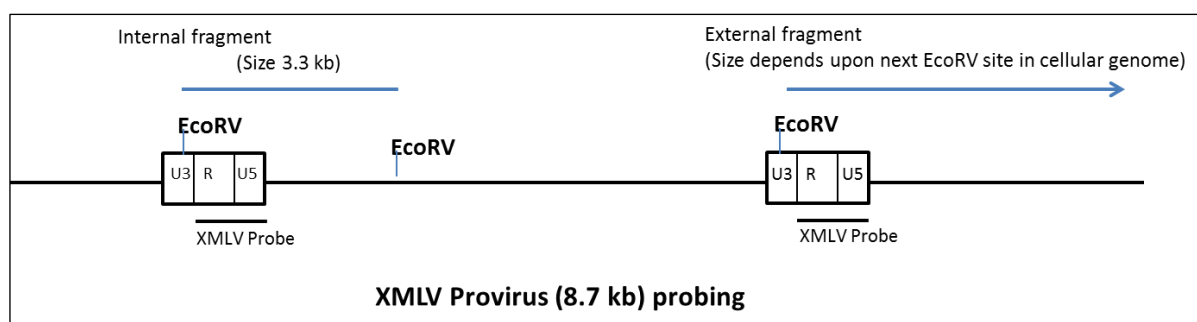 Internal fragment
(Size 3.3 kb)
External fragment
(Size depends upon next EcoRV site in cellular genome)
EcoRV
EcoRV
EcoRV
U3 R U5
U3 R U5
XMLV Probe
XMLV Probe
XMLV Provirus (8.7 kb) probing